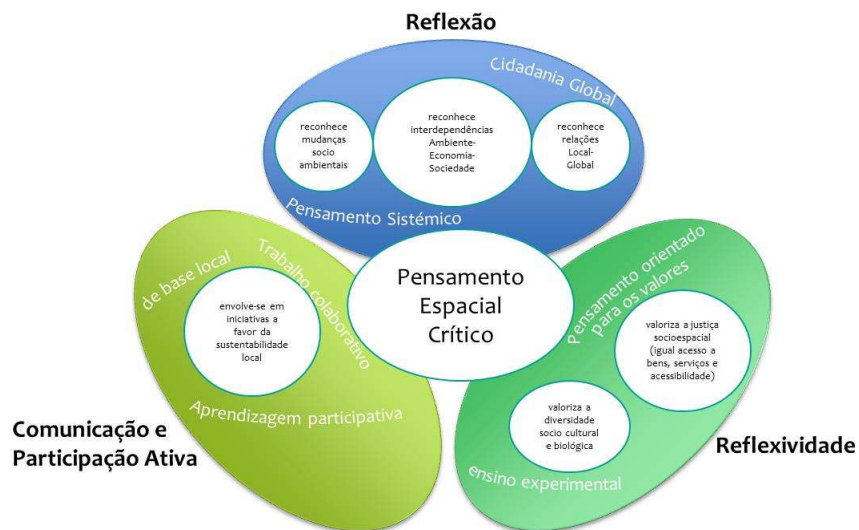 Reflexão
Cidadania Global
reconhece
mudanças
socio
ambientais
reconhece
interdependências
Ambiente-
Economia-
Sociedade
reconhece
relações
Local-
Global
Pensamento Sistémico
Pensamento
Espacial
Crítico
de base local
Trabalho colaborativo
envolve-se em
iniciativas a
favor da
sustentabilidade
local
Aprendizagem participativa
Comunicação e
Participação Ativa
Pensamento orientado
para os valores
valoriza a justiça
socioespacial
(igual acesso a
bens, serviços e
acessibilidade)
valoriza a
diversidade
socio cultural
e biológica
ensino experimental
Reflexividade